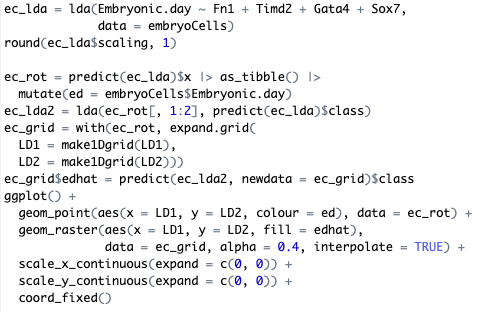 ec_lda = lda(Embryonic.day ~ Fn1 + Timd2 + Gata4 + Sox7,
             data = embryoCells)
round(ec_lda$scaling, 1)

ec_rot = predict(ec_lda)$x |> as_tibble() |>
  mutate(ed = embryoCells$Embryonic.day)
ec_lda2 = lda(ec_rot[, 1:2], predict(ec_lda)$class)
ec_grid = with(ec_rot, expand.grid(
  LD1 = make1Dgrid(LD1),
  LD2 = make1Dgrid(LD2)))
ec_grid$edhat = predict(ec_lda2, newdata = ec_grid)$class
ggplot() +
  geom_point(aes(x = LD1, y = LD2, colour = ed), data = ec_rot) +
  geom_raster(aes(x = LD1, y = LD2, fill = edhat),
              data = ec_grid, alpha = 0.4, interpolate = TRUE) +
  scale_x_continuous(expand = c(0, 0)) +
  scale_y_continuous(expand = c(0, 0)) +
  coord_fixed()